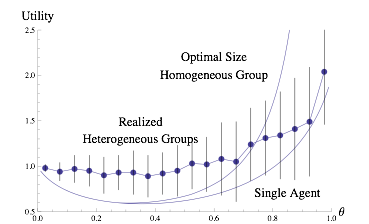 Utility
2.5
Optimal Size
Homogeneous Group
2.0
1.5
Realized
Heterogeneous Groups
1.0
Single Agent
0.5
0.0 0.2 0.4 0.6 0.8 1.0 θ